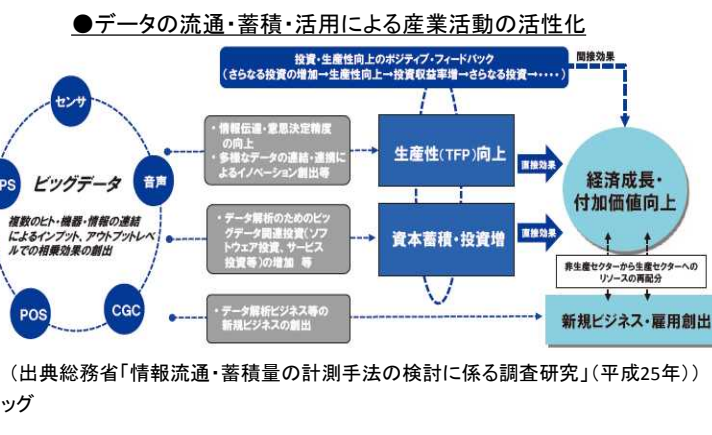 ●データの流通・蓄積・活用による産業活動の活性化
投資・生産性向上のポジティブ・フィードバック
(さらなる投資の増加→生産性向上→投資収益率増→さらなる投資→・・・・)
間接効果
センサ
PS
ビッグデータ
音声
複数のヒト・機器・情報の連結
によるインプット、アウトプットレベ
ルでの相乗効果の創出
POS
CGC
・情報伝達・意思決定精度
の向上
・多様なデータの連結・連携に
よるイノベーション創出等
生産性(TFP)向上
直接効果
・データ解析のためのビッ
グデータ関連投資(ソフ
トウェア投資、サービス
投資等)の増加 等
資本蓄積・投資増
直接効果
経済成長・
付加価値向上
非生産セクターから生産セクターへの
リソースの再配分
・データ解析ビジネス等の
新規ビジネスの創出
新規ビジネス・雇用創出
(出典総務省「情報流通・蓄積量の計測手法の検討に係る調査研究」(平成25年))
ッグ